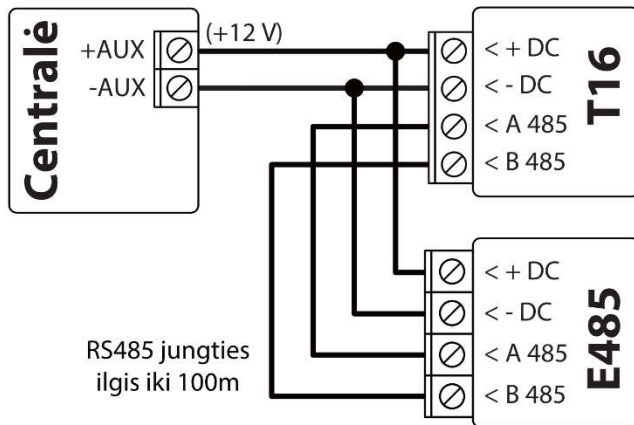 Centralė
+AUX
-AUX
(+12 V)
< + DC
< - DC
< A 485
< B 485
T16
< + DC
< - DC
< A 485
< B 485
E485
RS485 jungties
ilgis iki 100m